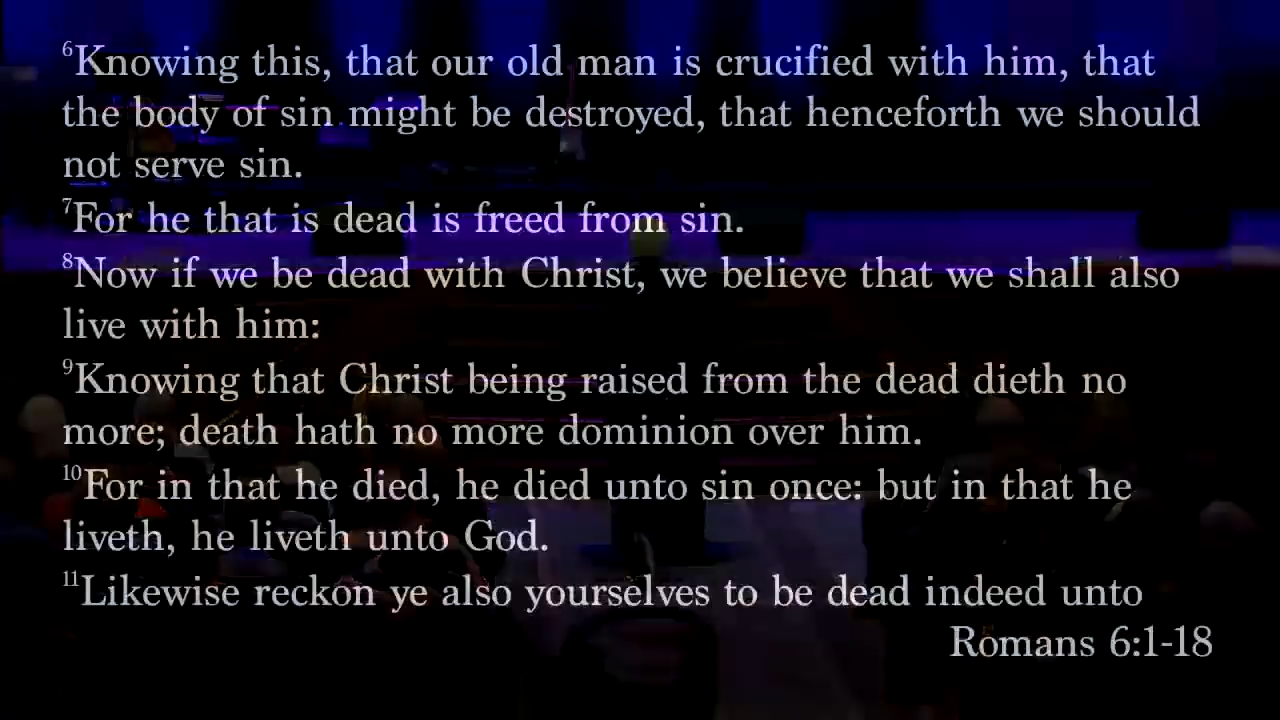 ⁶Knowing this, that our old man is crucified with him, that
the body of sin might be destroyed, that henceforth we should
not serve sin.
⁷For he that is dead is freed from sin.
⁸Now if we be dead with Christ, we believe that we shall also
live with him:
⁹Knowing that Christ being raised from the dead dieth no
more; death hath no more dominion over him.
¹⁰For in that he died, he died unto sin once: but in that he
liveth, he liveth unto God.
¹¹Likewise reckon ye also yourselves to be dead indeed unto
Romans 6:1-18